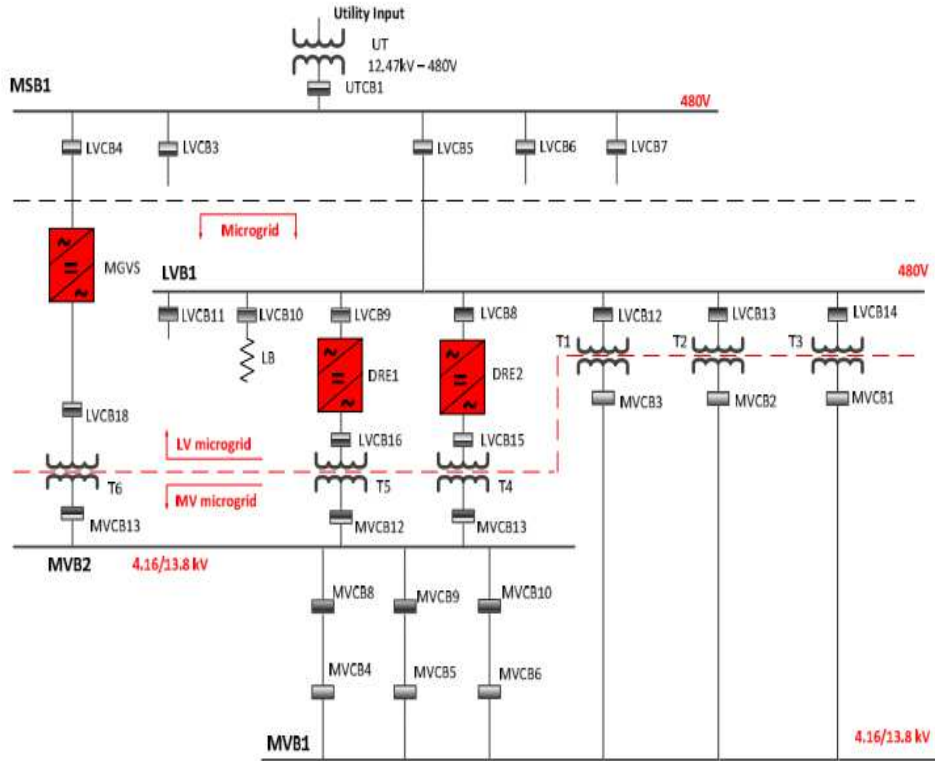 Utility Input
UT
12.47kV – 480V
MSB1
UTCB1
480V
LVCB4
LVCB3
LVCB5
LVCB6
LVCB7
Microgrid
MGVS
LVB1
480V
LVCB11
LVCB10
LVCB9
LVCB8
LVCB12
LVCB13
LVCB14
T1
T2
T3
LB
DRE1
DRE2
MVCB3
MVCB2
MVCB1
LVCB18
LV microgrid
LVCB16
LVCB15
T6
MV microgrid
T5
T4
MVCB13
MVCB12
MVCB13
MVB2
4.16/13.8 kV
MVCB8
MVCB9
MVCB10
MVCB4
MVCB5
MVCB6
MVB1
4.16/13.8 kV